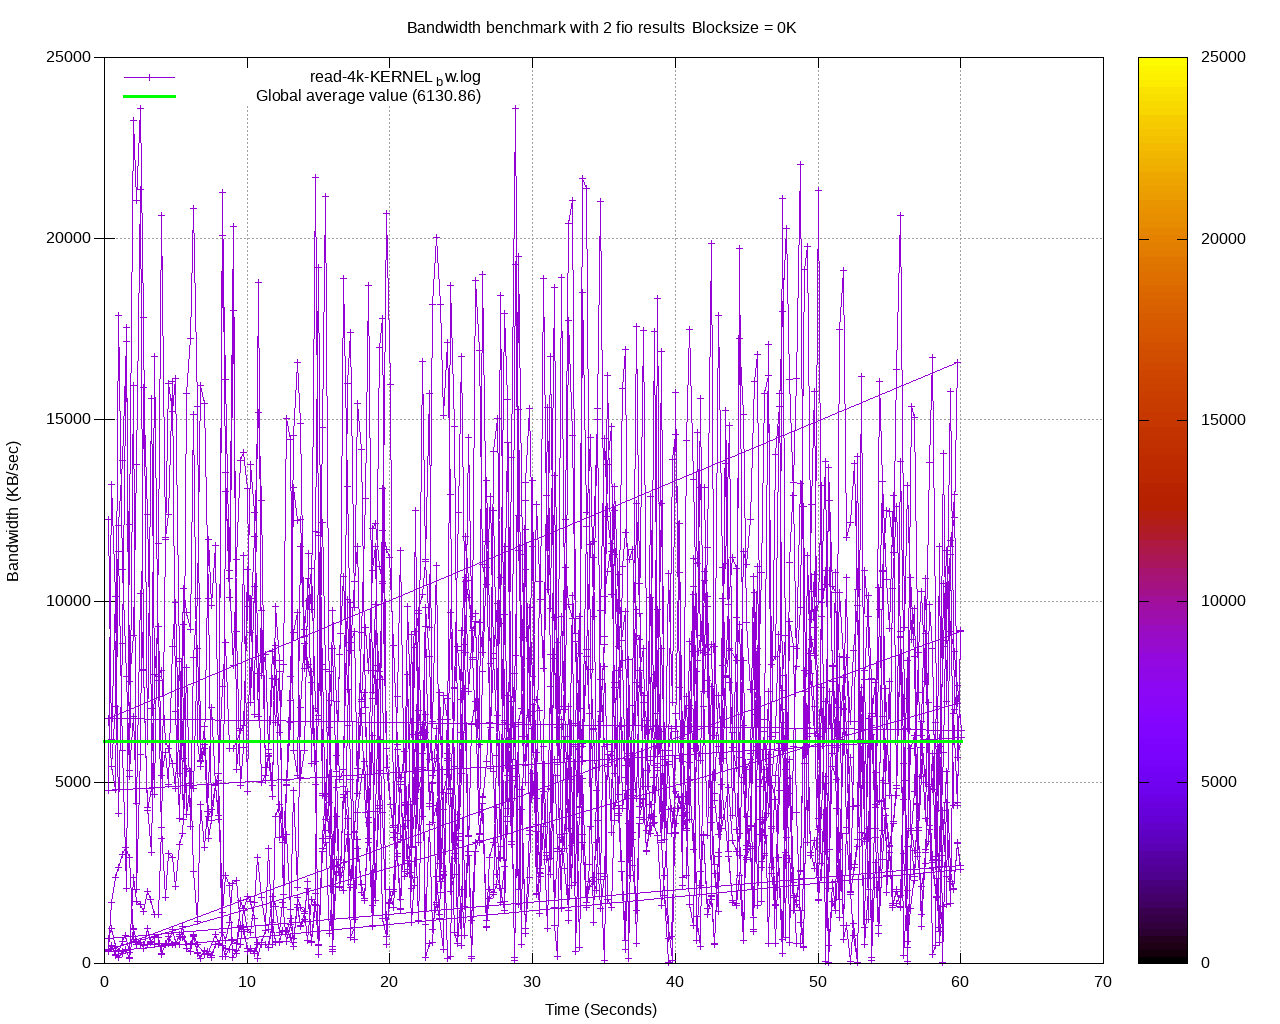 Bandwidth benchmark with 2 fio results Blocksize = 0K
read-4k-KERNEL_bw.log
Global average value (6130.86)
25000
20000
15000
10000
5000
0
0 10 20 30 40 50 60 70
Time (Seconds)
Bandwidth (KB/sec)
25000
20000
15000
10000
5000
0